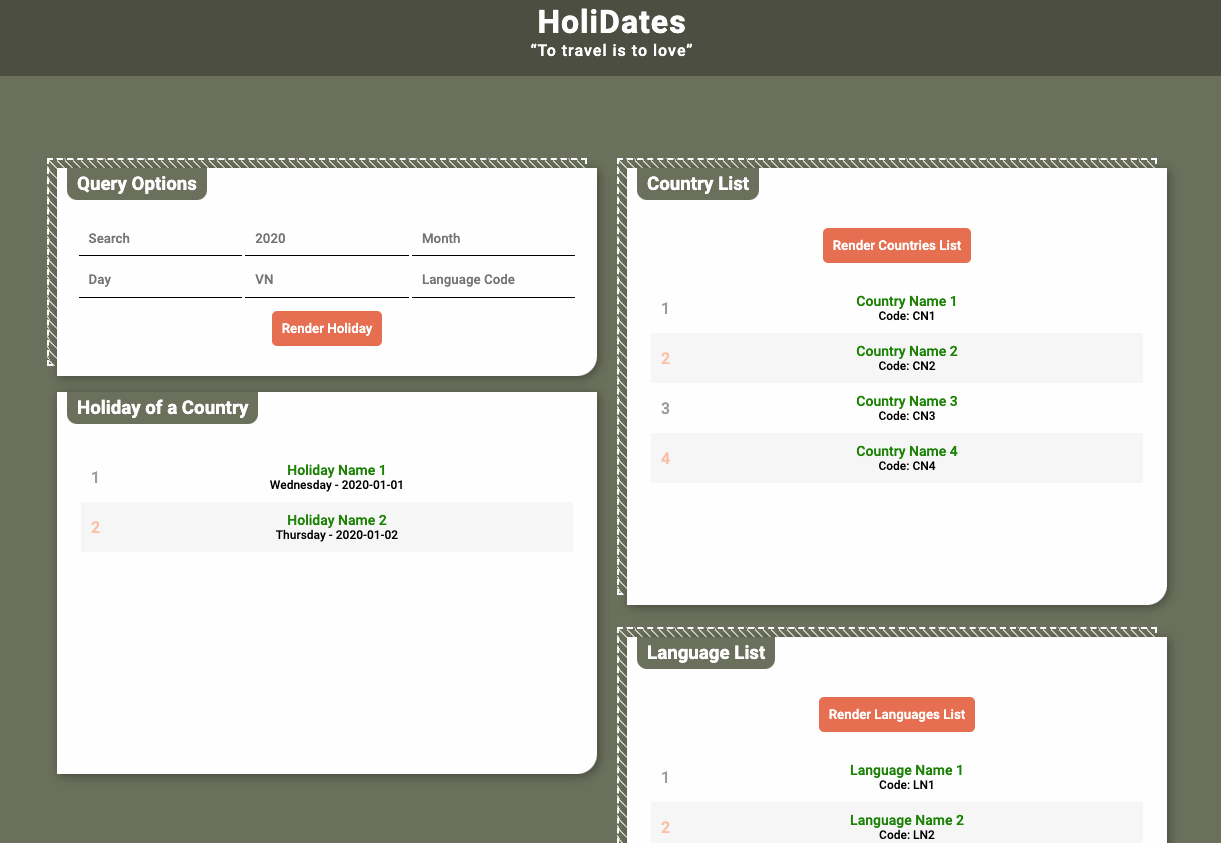 HoliDates
“To travel is to love”
Query Options
Search 2020 Month
Day VN Language Code
Render Holiday
Holiday of a Country
1
Holiday Name 1
Wednesday - 2020-01-01
2
Holiday Name 2
Thursday - 2020-01-02
Country List
Render Countries List
1
Country Name 1
Code: CN1
2
Country Name 2
Code: CN2
3
Country Name 3
Code: CN3
4
Country Name 4
Code: CN4
Language List
Render Languages List
1
Language Name 1
Code: LN1
2
Language Name 2
Code: LN2